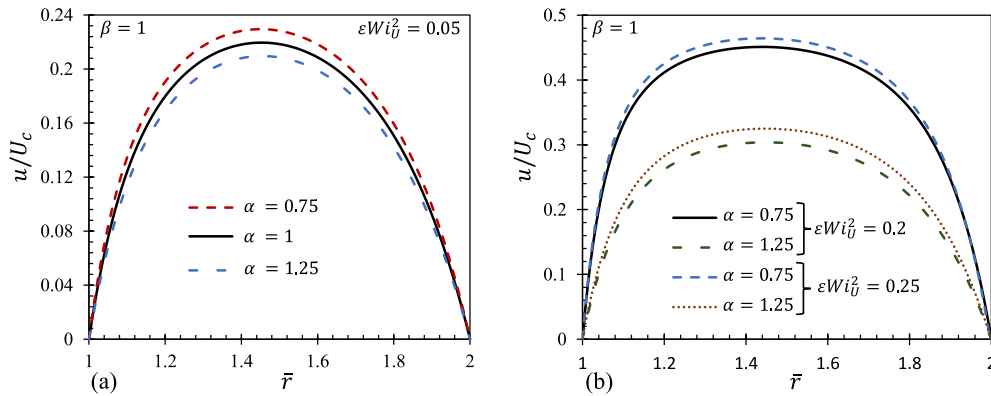 β = 1
εWi_U^2 = 0.05
0.24
0.2
0.16
0.12
0.08
0.04
0
u/U_c
α = 0.75
α = 1
α = 1.25
1
1.2
1.4
1.6
1.8
2
(a)
r̄
β = 1
0.5
0.4
0.3
0.2
0.1
0
u/U_c
α = 0.75
α = 1.25
εWi_U^2 = 0.2
α = 0.75
α = 1.25
εWi_U^2 = 0.25
1
1.2
1.4
1.6
1.8
2
(b)
r̄